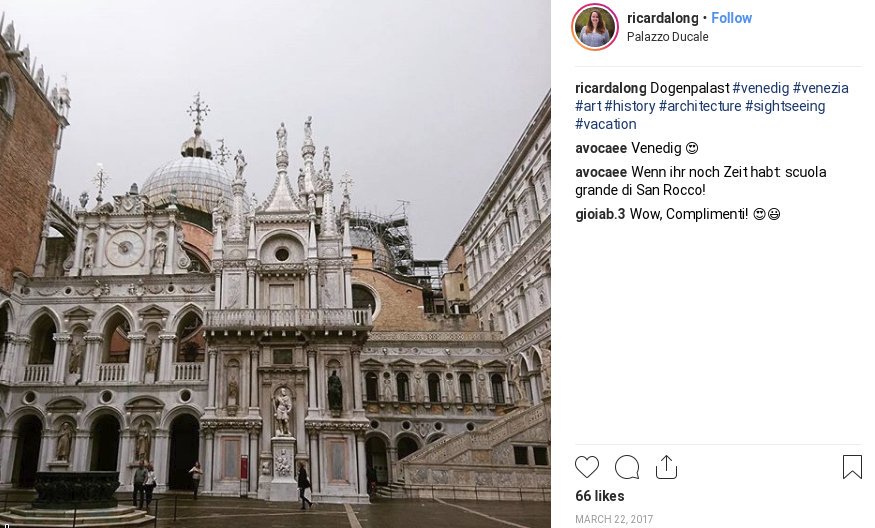 ricardalong • Follow
Palazzo Ducale
ricardalong Dogenpalast #venedig #venezia
#art #history #architecture #sightseeing
#vacation
avocaee Venedig 😍
avocaee Wenn ihr noch Zeit habt: scuola
grande di San Rocco!
gioiab.3 Wow, Complimenti! 😍😃
66 likes
MARCH 22, 2017